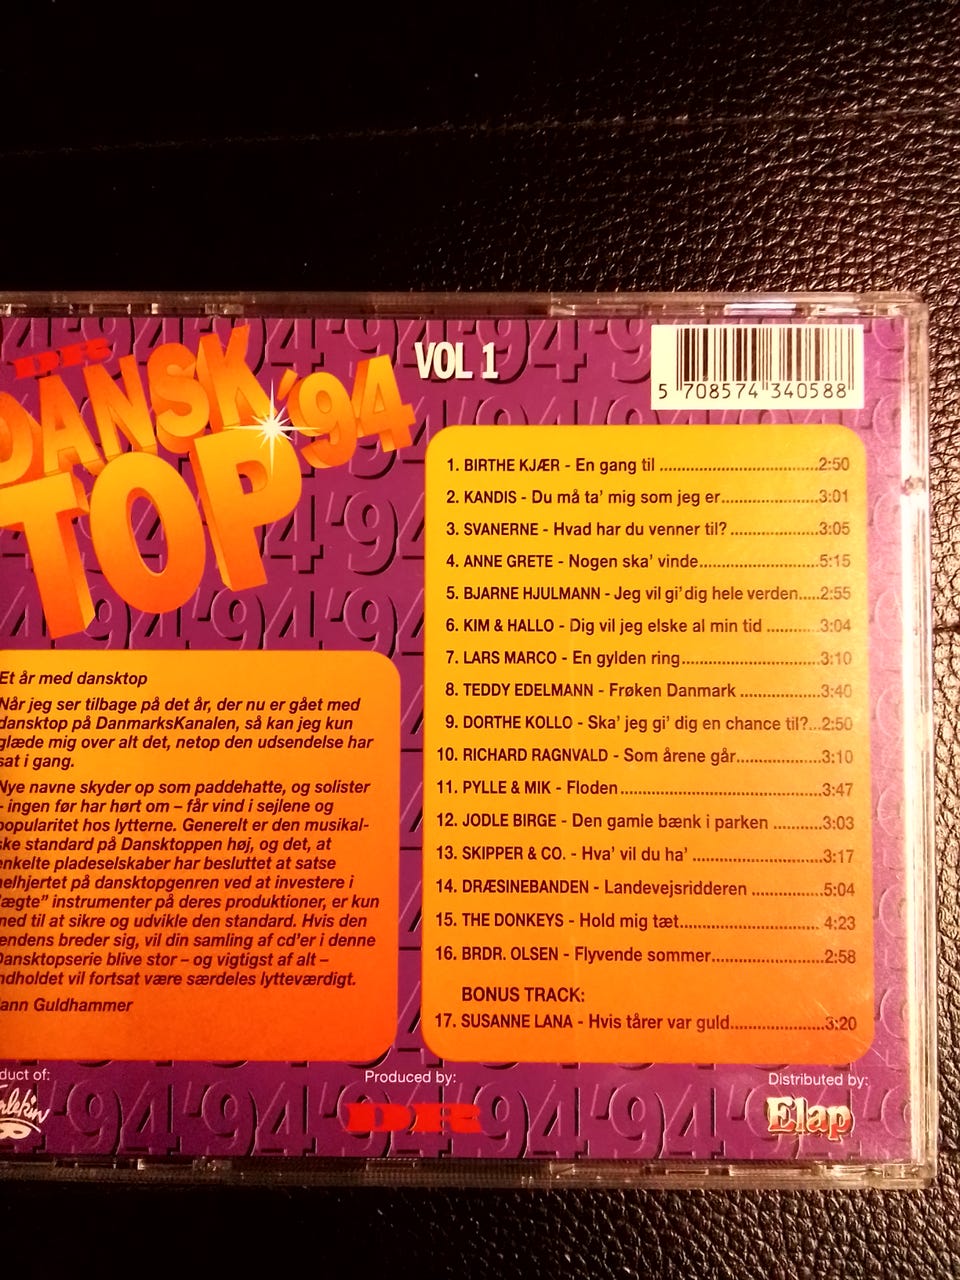 DR
DANSK '94
TOP
VOL 1
5 708574 340588
1. BIRTHE KJÆR - En gang til ..................................2:50
2. KANDIS - Du må ta' mig som jeg er.....................3:01
3. SVANERNE - Hvad har du venner til? ...................3:05
4. ANNE GRETE - Nogen ska' vinde..........................5:15
5. BJARNE HJULMANN - Jeg vil gi' dig hele verden.....2:55
6. KIM & HALLO - Dig vil jeg elske al min tid ............3:04
7. LARS MARCO - En gylden ring..............................3:10
8. TEDDY EDELMANN - Frøken Danmark ..................3:40
9. DORTHE KOLLO - Ska' jeg gi' dig en chance til?...2:50
10. RICHARD RAGNVALD - Som årene går..................3:10
11. PYLLE & MIK - Floden..........................................3:47
12. JODLE BIRGE - Den gamle bænk i parken ..........3:03
13. SKIPPER & CO. - Hva' vil du ha' ...........................3:17
14. DRÆSINEBANDEN - Landevejsridderen ...............5:04
15. THE DONKEYS - Hold mig tæt.............................. 4:23
16. BRDR. OLSEN - Flyvende sommer.......................2:58
BONUS TRACK:
17. SUSANNE LANA - Hvis tårer var guld....................3:20
Et år med dansktop
Når jeg ser tilbage på det år, der nu er gået med
dansktop på DanmarksKanalen, så kan jeg kun
glæde mig over alt det, netop den udsendelse har
sat i gang.
Nye navne skyder op som paddehatte, og solister
- ingen før har hørt om – får vind i sejlene og
popularitet hos lytterne. Generelt er den musikal-
ske standard på Dansktoppen høj, og det, at
enkelte pladeselskaber har besluttet at satse
helhjertet på dansktopgenren ved at investere i
"ægte" instrumenter på deres produktioner, er kun
med til at sikre og udvikle den standard. Hvis den
tendens breder sig, vil din samling af cd'er i denne
Dansktopserie blive stor – og vigtigst af alt –
indholdet vil fortsat være særdeles lytteværdigt.
ann Guldhammer
duct of:
Harlekin
Produced by:
DR
Distributed by:
Elap